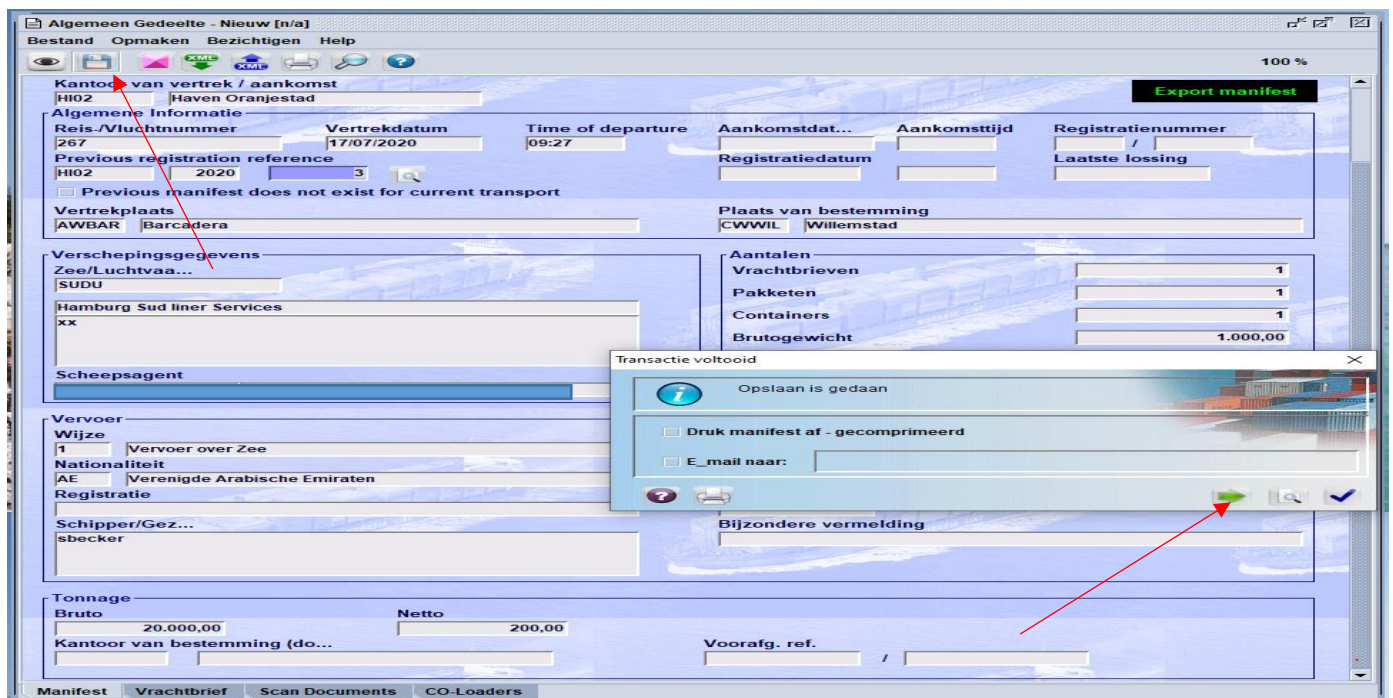 Algemeen Gedeelte - Nieuw [n/a]
Bestand Opmaken Bezichtigen Help
XML XML 100 %
Kantoor van vertrek / aankomst
HI02 Haven Oranjestad Export manifest
Algemene Informatie
Reis-/Vluchtnummer Vertrekdatum Time of departure Aankomstdat... Aankomsttijd Registratienummer
267 17/07/2020 09:27 /
Previous registration reference Registratiedatum Laatste lossing
HI02 2020 3
Previous manifest does not exist for current transport
Vertrekplaats Plaats van bestemming
AWBAR Barcadera CWWIL Willemstad
Verschepingsgegevens Aantalen
Zee/Luchtvaa... Vrachtbrieven 1
SUDU Pakketen 1
Hamburg Sud liner Services Containers 1
xx Brutogewicht 1.000,00
Scheepsagent
Transactie voltooid
Opslaan is gedaan
Druk manifest af - gecomprimeerd
E_mail naar:
Vervoer
Wijze
1 Vervoer over Zee
Nationaliteit
AE Verenigde Arabische Emiraten
Registratie
Schipper/Gez... Bijzondere vermelding
sbecker
Tonnage
Bruto Netto
20.000,00 200,00
Kantoor van bestemming (do... Voorafg. ref.
/
Manifest Vrachtbrief Scan Documents CO-Loaders